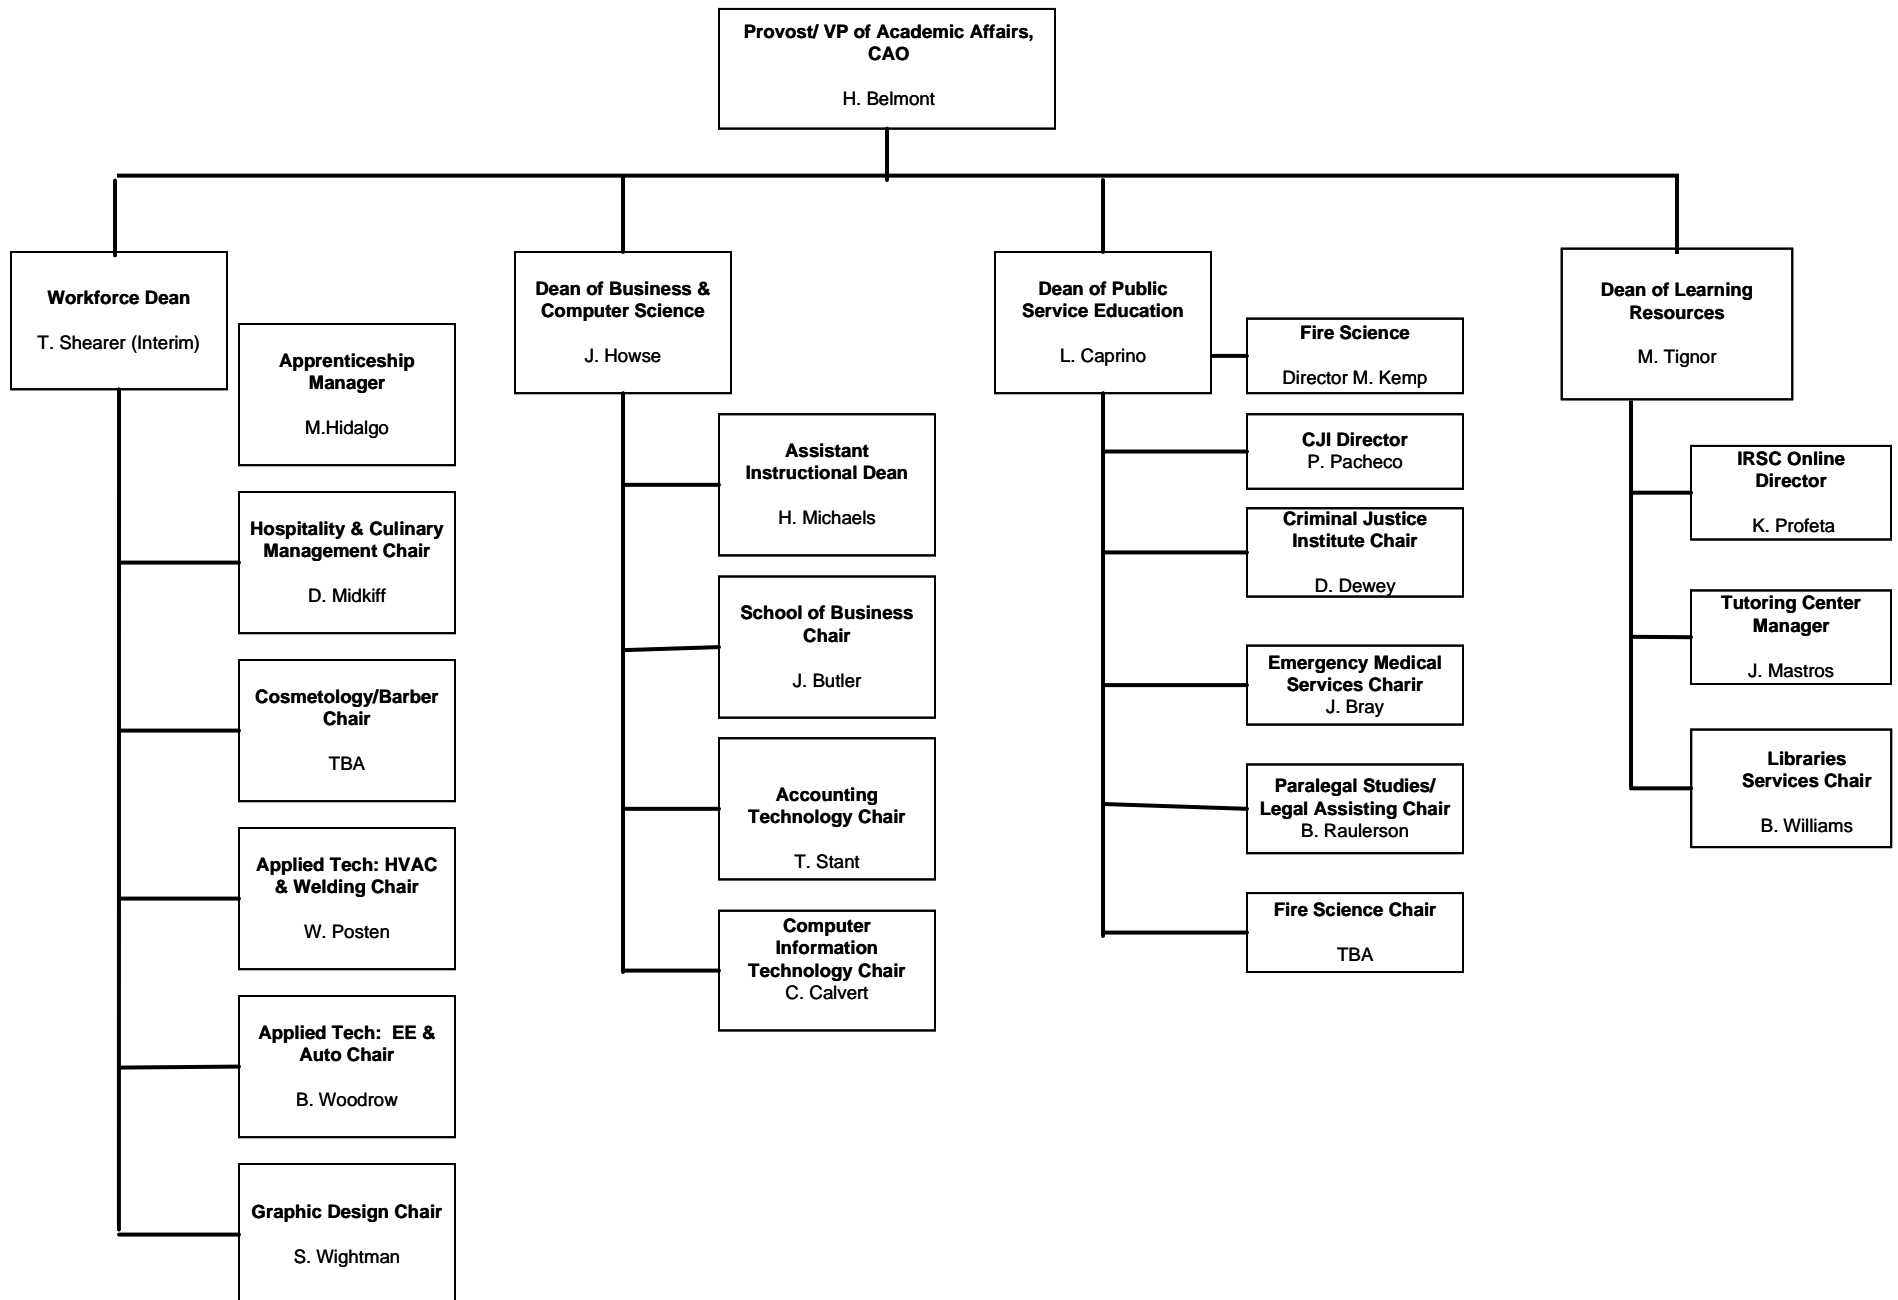 Provost/ VP of Academic Affairs,
CAO
H. Belmont
Workforce Dean
T. Shearer (Interim)
Apprenticeship
Manager
M.Hidalgo
Hospitality & Culinary
Management Chair
D. Midkiff
Cosmetology/Barber
Chair
TBA
Applied Tech: HVAC
& Welding Chair
W. Posten
Applied Tech:  EE &
Auto Chair
B. Woodrow
Graphic Design Chair
S. Wightman
Dean of Business &
Computer Science
J. Howse
Assistant
Instructional Dean
H. Michaels
School of Business
Chair
J. Butler
Accounting
Technology Chair
T. Stant
Computer
Information
Technology Chair
C. Calvert
Dean of Public
Service Education
L. Caprino
Fire Science
Director M. Kemp
CJI Director
P. Pacheco
Criminal Justice
Institute Chair
D. Dewey
Emergency Medical
Services Charir
J. Bray
Paralegal Studies/
Legal Assisting Chair
B. Raulerson
Fire Science Chair
TBA
Dean of Learning
Resources
M. Tignor
IRSC Online
Director
K. Profeta
Tutoring Center
Manager
J. Mastros
Libraries
Services Chair
B. Williams